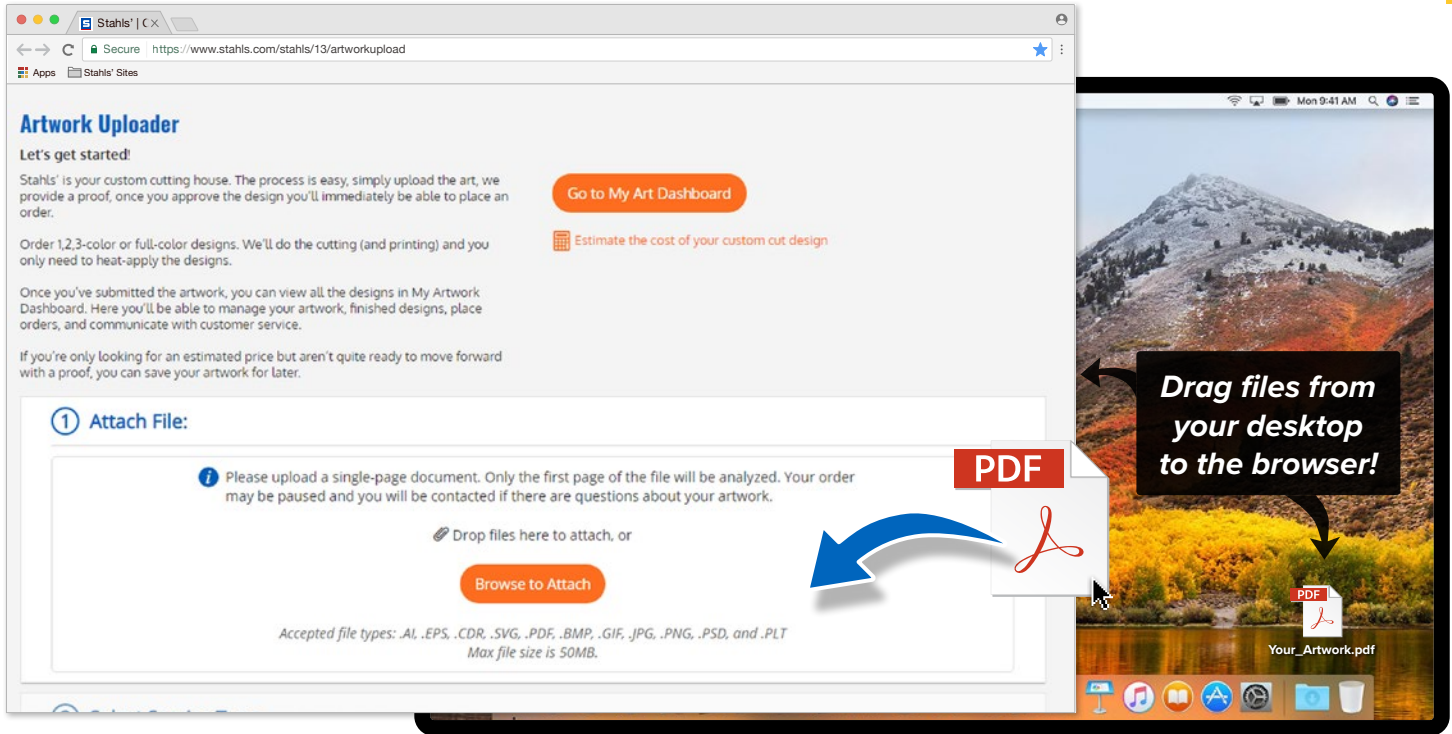 Stahls' | C
Secure
https://www.stahls.com/stahls/13/artworkupload
Apps
Stahls' Sites
Mon 9:41 AM
Artwork Uploader
Let's get started!
Stahls' is your custom cutting house. The process is easy, simply upload the art, we
provide a proof, once you approve the design you'll immediately be able to place an
order.
Order 1,2,3-color or full-color designs. We'll do the cutting (and printing) and you
only need to heat-apply the designs.
Once you've submitted the artwork, you can view all the designs in My Artwork
Dashboard. Here you'll be able to manage your artwork, finished designs, place
orders, and communicate with customer service.
If you're only looking for an estimated price but aren't quite ready to move forward
with a proof, you can save your artwork for later.
Go to My Art Dashboard
Estimate the cost of your custom cut design
1 Attach File:
Please upload a single-page document. Only the first page of the file will be analyzed. Your order
may be paused and you will be contacted if there are questions about your artwork.
Drop files here to attach, or
Browse to Attach
Accepted file types: .AI, .EPS, .CDR, .SVG, .PDF, .BMP, .GIF, .JPG, .PNG, .PSD, and .PLT
Max file size is 50MB.
PDF
Drag files from
your desktop
to the browser!
PDF
Your_Artwork.pdf